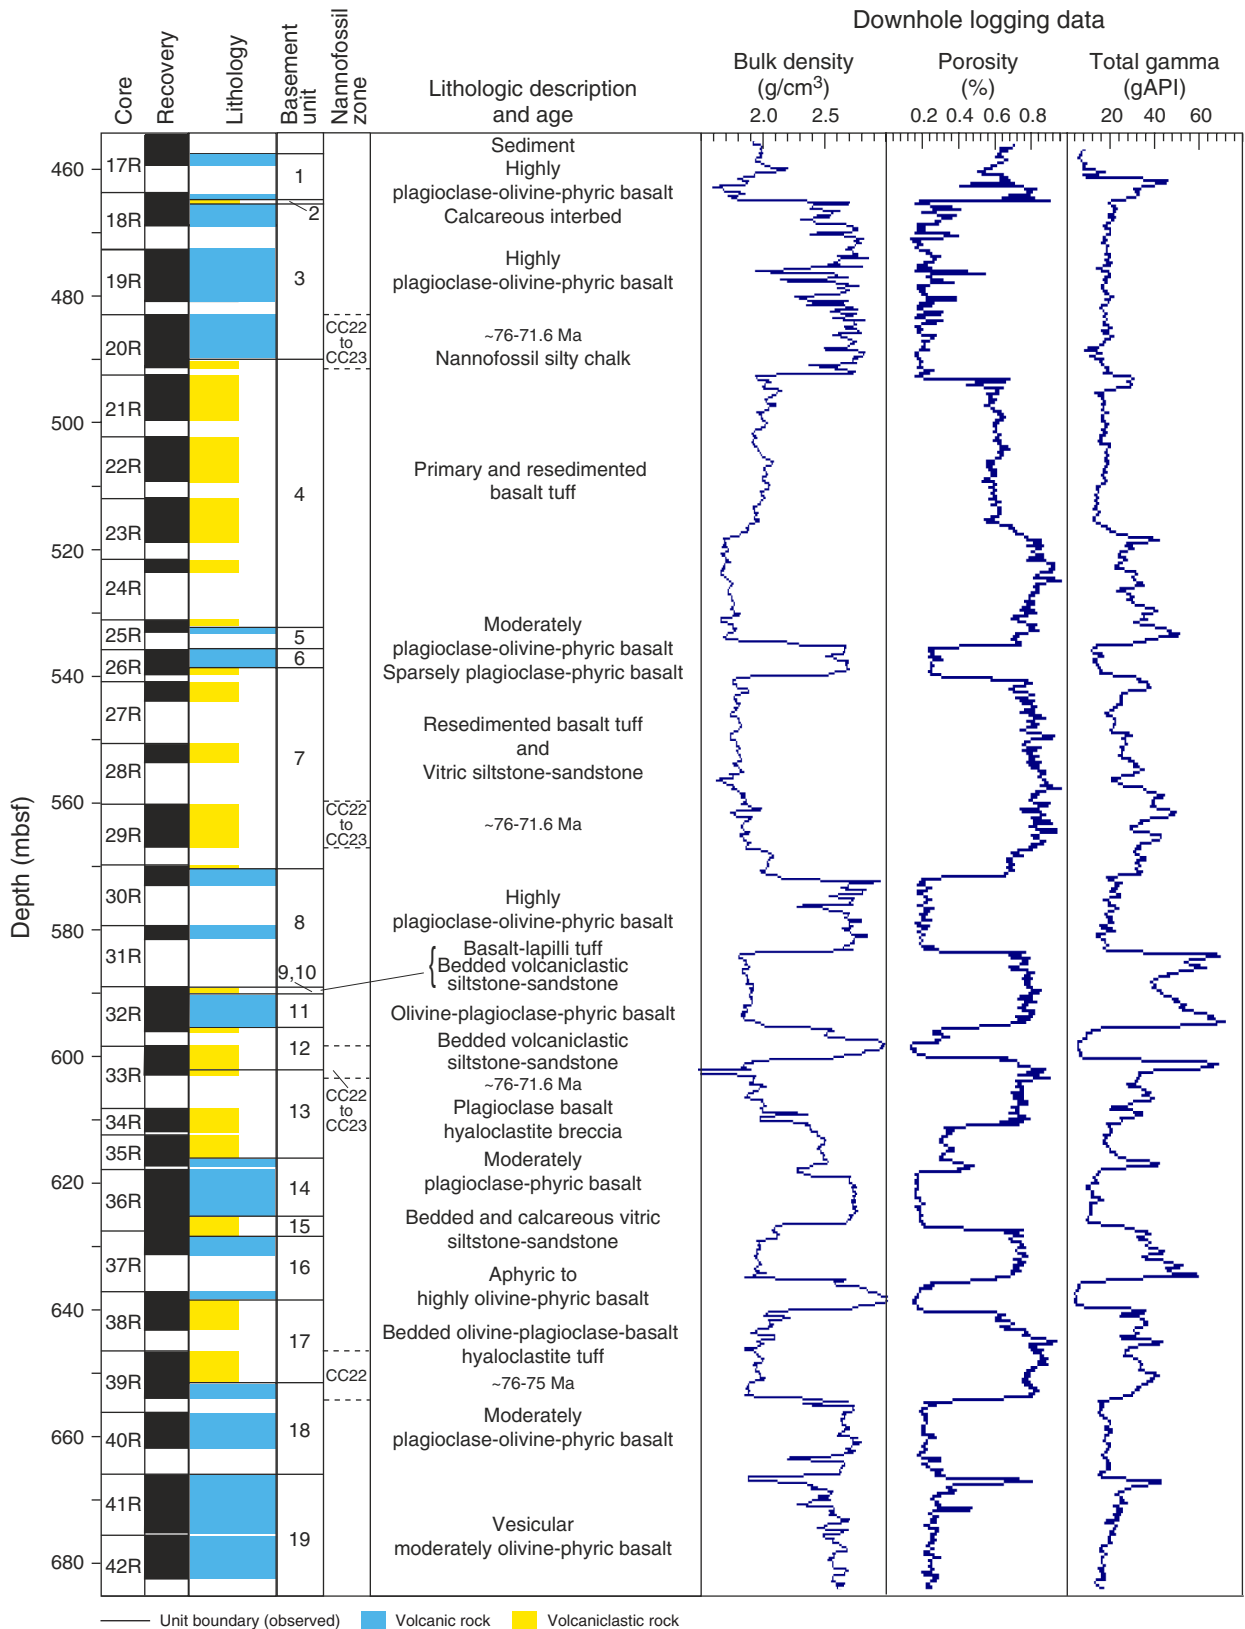 Downhole logging data
Core
Recovery
Lithology
Basement unit
Nannofossil zone
Lithologic description
and age
Bulk density
(g/cm3)
2.0 2.5
Porosity
(%)
0.2 0.4 0.6 0.8
Total gamma
(gAPI)
20 40 60
Depth (mbsf)
460
480
500
520
540
560
580
600
620
640
660
680
17R
18R
19R
20R
21R
22R
23R
24R
25R
26R
27R
28R
29R
30R
31R
32R
33R
34R
35R
36R
37R
38R
39R
40R
41R
42R
1
2
3
4
5
6
7
8
9,10
11
12
13
14
15
16
17
18
19
CC22
to
CC23
CC22
to
CC23
CC22
to
CC23
CC22
Sediment
Highly
plagioclase-olivine-phyric basalt
Calcareous interbed
Highly
plagioclase-olivine-phyric basalt
~76-71.6 Ma
Nannofossil silty chalk
Primary and resedimented
basalt tuff
Moderately
plagioclase-olivine-phyric basalt
Sparsely plagioclase-phyric basalt
Resedimented basalt tuff
and
Vitric siltstone-sandstone
~76-71.6 Ma
Highly
plagioclase-olivine-phyric basalt
Basalt-lapilli tuff
Bedded volcaniclastic
siltstone-sandstone
Olivine-plagioclase-phyric basalt
Bedded volcaniclastic
siltstone-sandstone
~76-71.6 Ma
Plagioclase basalt
hyaloclastite breccia
Moderately
plagioclase-phyric basalt
Bedded and calcareous vitric
siltstone-sandstone
Aphyric to
highly olivine-phyric basalt
Bedded olivine-plagioclase-basalt
hyaloclastite tuff
~76-75 Ma
Moderately
plagioclase-olivine-phyric basalt
Vesicular
moderately olivine-phyric basalt
Unit boundary (observed) Volcanic rock Volcaniclastic rock